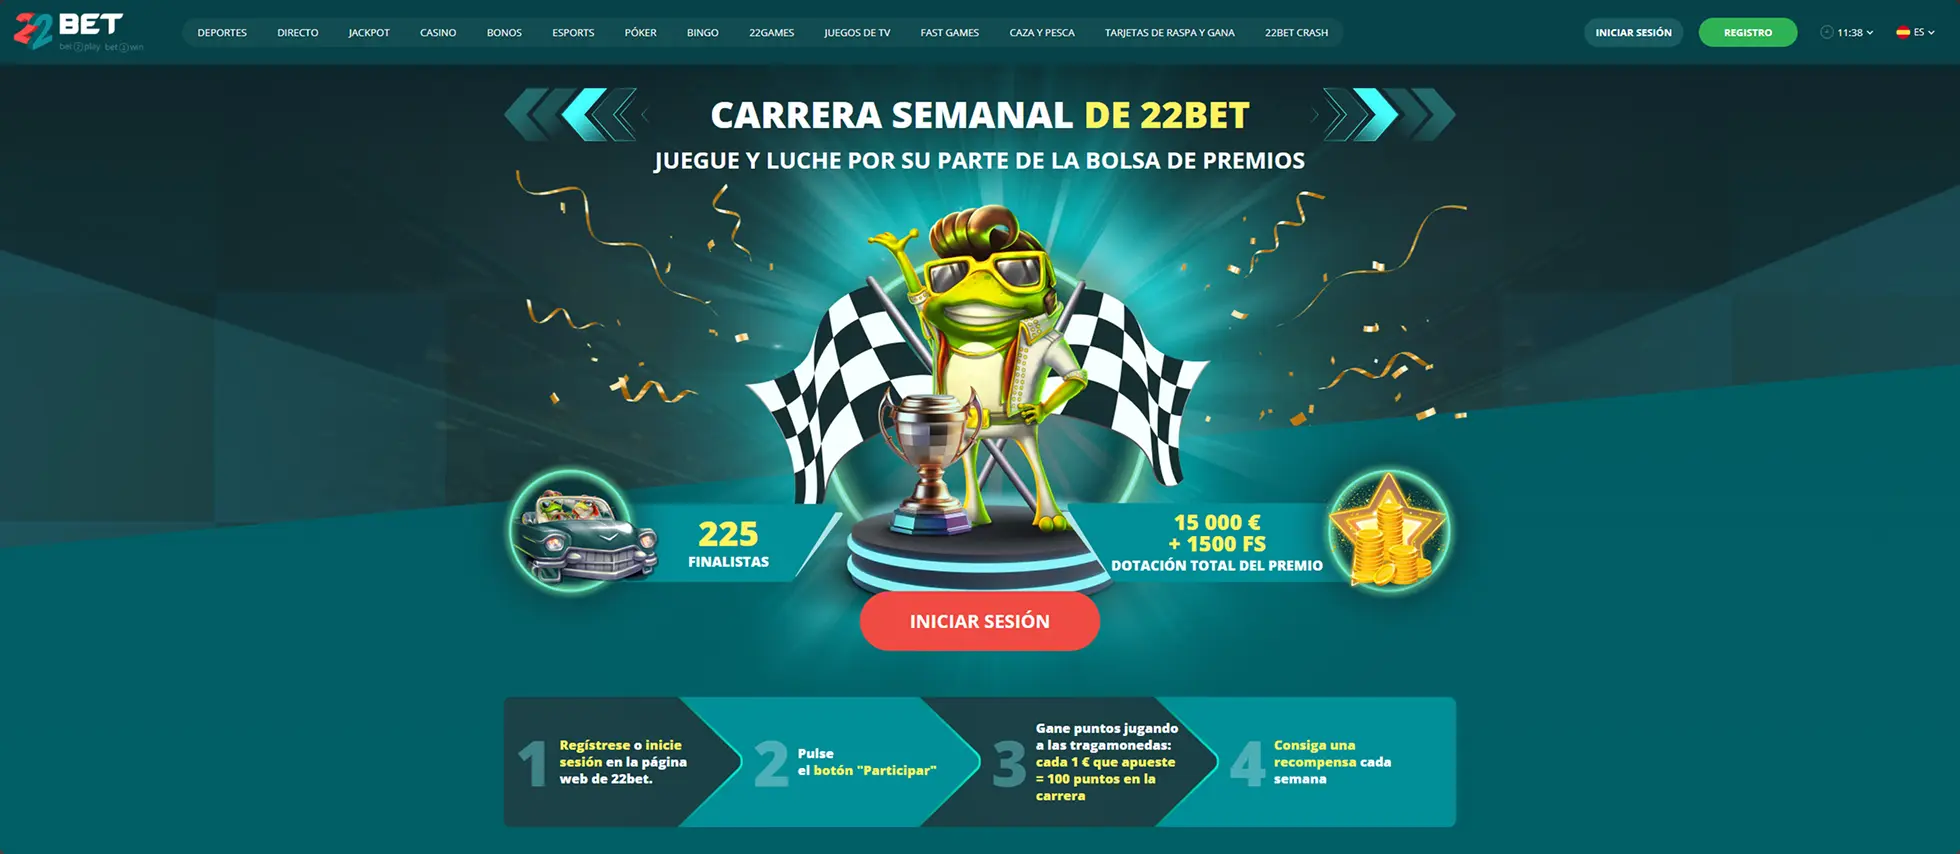 22 BET
bet 2 play bet 2 win
DEPORTES DIRECTO JACKPOT CASINO BONOS ESPORTS PÓKER BINGO 22GAMES JUEGOS DE TV FAST GAMES CAZA Y PESCA TARJETAS DE RASPA Y GANA 22BET CRASH
INICIAR SESIÓN
REGISTRO
11:38
ES
CARRERA SEMANAL DE 22BET
JUEGUE Y LUCHE POR SU PARTE DE LA BOLSA DE PREMIOS
225
FINALISTAS
15 000 €
+ 1500 FS
DOTACIÓN TOTAL DEL PREMIO
INICIAR SESIÓN
1
Regístrese o inicie
sesión en la página
web de 22bet.
2
Pulse
el botón "Participar"
3
Gane puntos jugando
a las tragamonedas:
cada 1 € que apueste
= 100 puntos en la
carrera
4
Consiga una
recompensa cada
semana